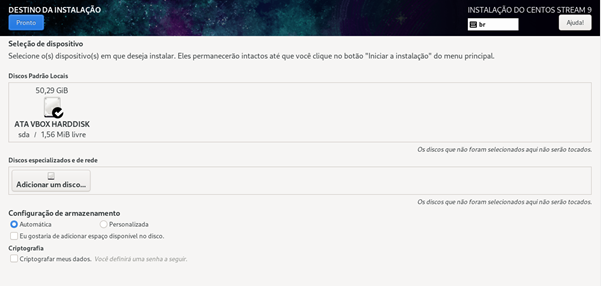 DESTINO DA INSTALAÇÃO
INSTALAÇÃO DO CENTOS STREAM 9
Pronto
br
Ajuda!
Seleção de dispositivo
Selecione o(s) dispositivo(s) em que deseja instalar. Eles permanecerão intactos até que você clique no botão "Iniciar a instalação" do menu principal.
Discos Padrão Locais
50,29 GiB
ATA VBOX HARDDISK
sda / 1,56 MiB livre
Os discos que não foram selecionados aqui não serão tocados.
Discos especializados e de rede
Adicionar um disco...
Os discos que não foram selecionados aqui não serão tocados.
Configuração de armazenamento
Automática Personalizada
Eu gostaria de adicionar espaço disponível no disco.
Criptografia
Criptografar meus dados. Você definirá uma senha a seguir.